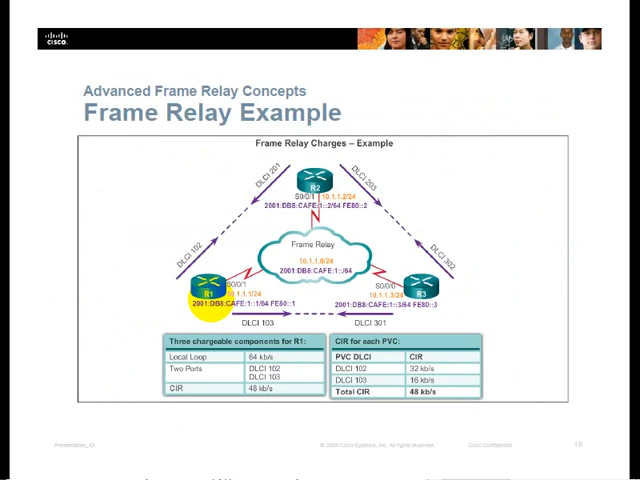 CISCO
Advanced Frame Relay Concepts
Frame Relay Example
Frame Relay Charges – Example
DLCI 201
DLCI 203
R2
S0/0/1 10.1.1.2/24
2001:DB8:CAFE:1::2/64 FE80::2
DLCI 102
DLCI 302
Frame Relay
10.1.1.0/24
2001:DB8:CAFE:1::/64
R1
S0/0/1
10.1.1.1/24
2001:DB8:CAFE:1::1/64 FE80::1
S0/0/0
R3
10.1.1.3/24
2001:DB8:CAFE:1::3/64 FE80::3
DLCI 103
DLCI 301
Three chargeable components for R1:
Local Loop 64 kb/s
Two Ports DLCI 102
DLCI 103
CIR 48 kb/s
CIR for each PVC:
PVC DLCI CIR
DLCI 102 32 kb/s
DLCI 103 16 kb/s
Total CIR 48 kb/s
Presentation_ID
© 2009 Cisco Systems, Inc. All rights reserved.
Cisco Confidential
18